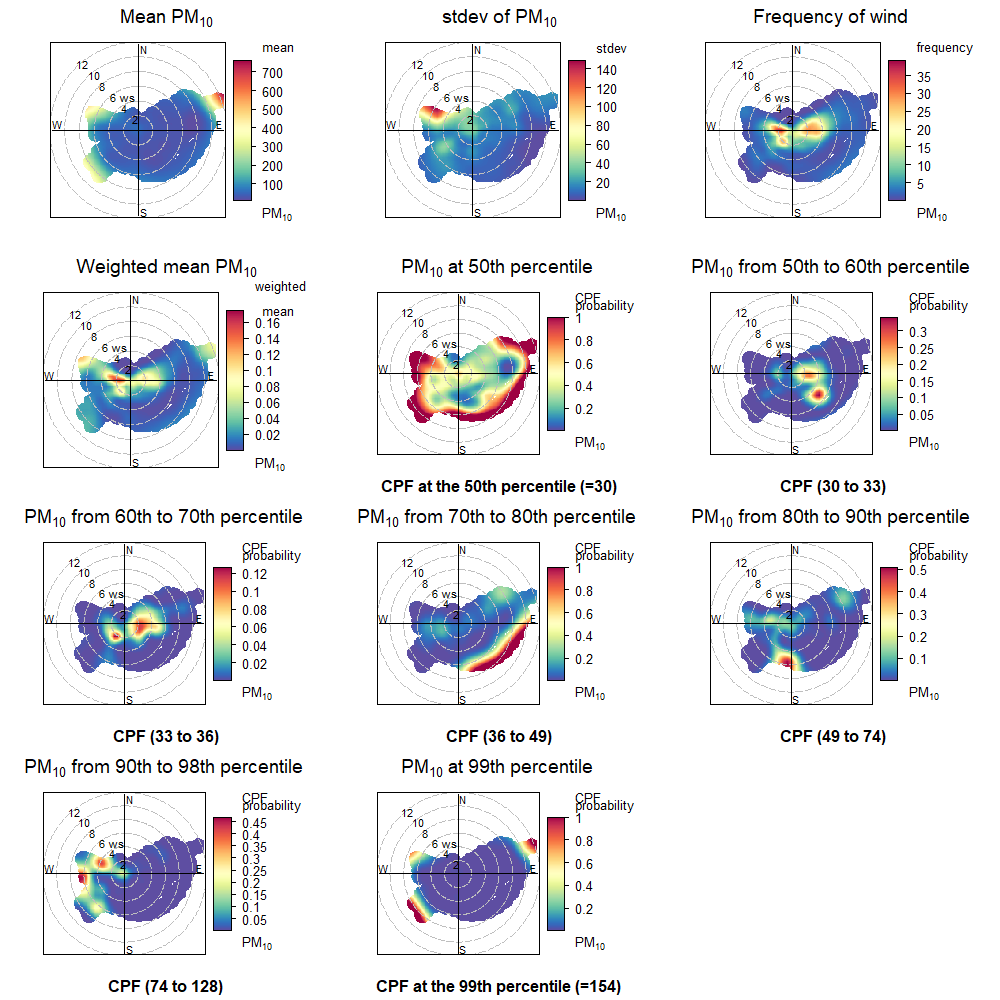 Mean PM10
mean
N
12
10
8
6 ws
4
2
W
E
S
700
600
500
400
300
200
100
PM10
stdev of PM10
stdev
N
12
10
8
6 ws
4
2
W
E
S
140
120
100
80
60
40
20
PM10
Frequency of wind
frequency
N
12
10
8
6 ws
4
2
W
E
S
35
30
25
20
15
10
5
PM10
Weighted mean PM10
weighted
mean
N
12
10
8
6 ws
4
2
W
E
S
0.16
0.14
0.12
0.1
0.08
0.06
0.04
0.02
PM10
PM10 at 50th percentile
CPF
probability
N
12
10
8
6 ws
4
2
W
E
S
1
0.8
0.6
0.4
0.2
PM10
CPF at the 50th percentile (=30)
PM10 from 50th to 60th percentile
CPF
probability
N
12
10
8
6 ws
4
2
W
E
S
0.3
0.25
0.2
0.15
0.1
0.05
PM10
CPF (30 to 33)
PM10 from 60th to 70th percentile
CPF
probability
N
12
10
8
6 ws
4
2
W
E
S
0.12
0.1
0.08
0.06
0.04
0.02
PM10
CPF (33 to 36)
PM10 from 70th to 80th percentile
CPF
probability
N
12
10
8
6 ws
4
2
W
E
S
1
0.8
0.6
0.4
0.2
PM10
CPF (36 to 49)
PM10 from 80th to 90th percentile
CPF
probability
N
12
10
8
6 ws
4
2
W
E
S
0.5
0.4
0.3
0.2
0.1
PM10
CPF (49 to 74)
PM10 from 90th to 98th percentile
CPF
probability
N
12
10
8
6 ws
4
2
W
E
S
0.45
0.4
0.35
0.3
0.25
0.2
0.15
0.1
0.05
PM10
CPF (74 to 128)
PM10 at 99th percentile
CPF
probability
N
12
10
8
6 ws
4
2
W
E
S
1
0.8
0.6
0.4
0.2
PM10
CPF at the 99th percentile (=154)